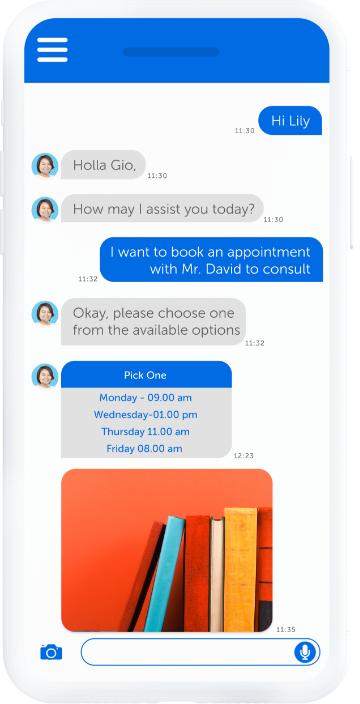 Hi Lily
11:30
Holla Gio,
11:30
How may I assist you today?
11:30
I want to book an appointment
with Mr. David to consult
11:32
Okay, please choose one
from the available options
11:32
Pick One
Monday - 09.00 am
Wednesday-01.00 pm
Thursday 11.00 am
Friday 08.00 am
12:23
11:35